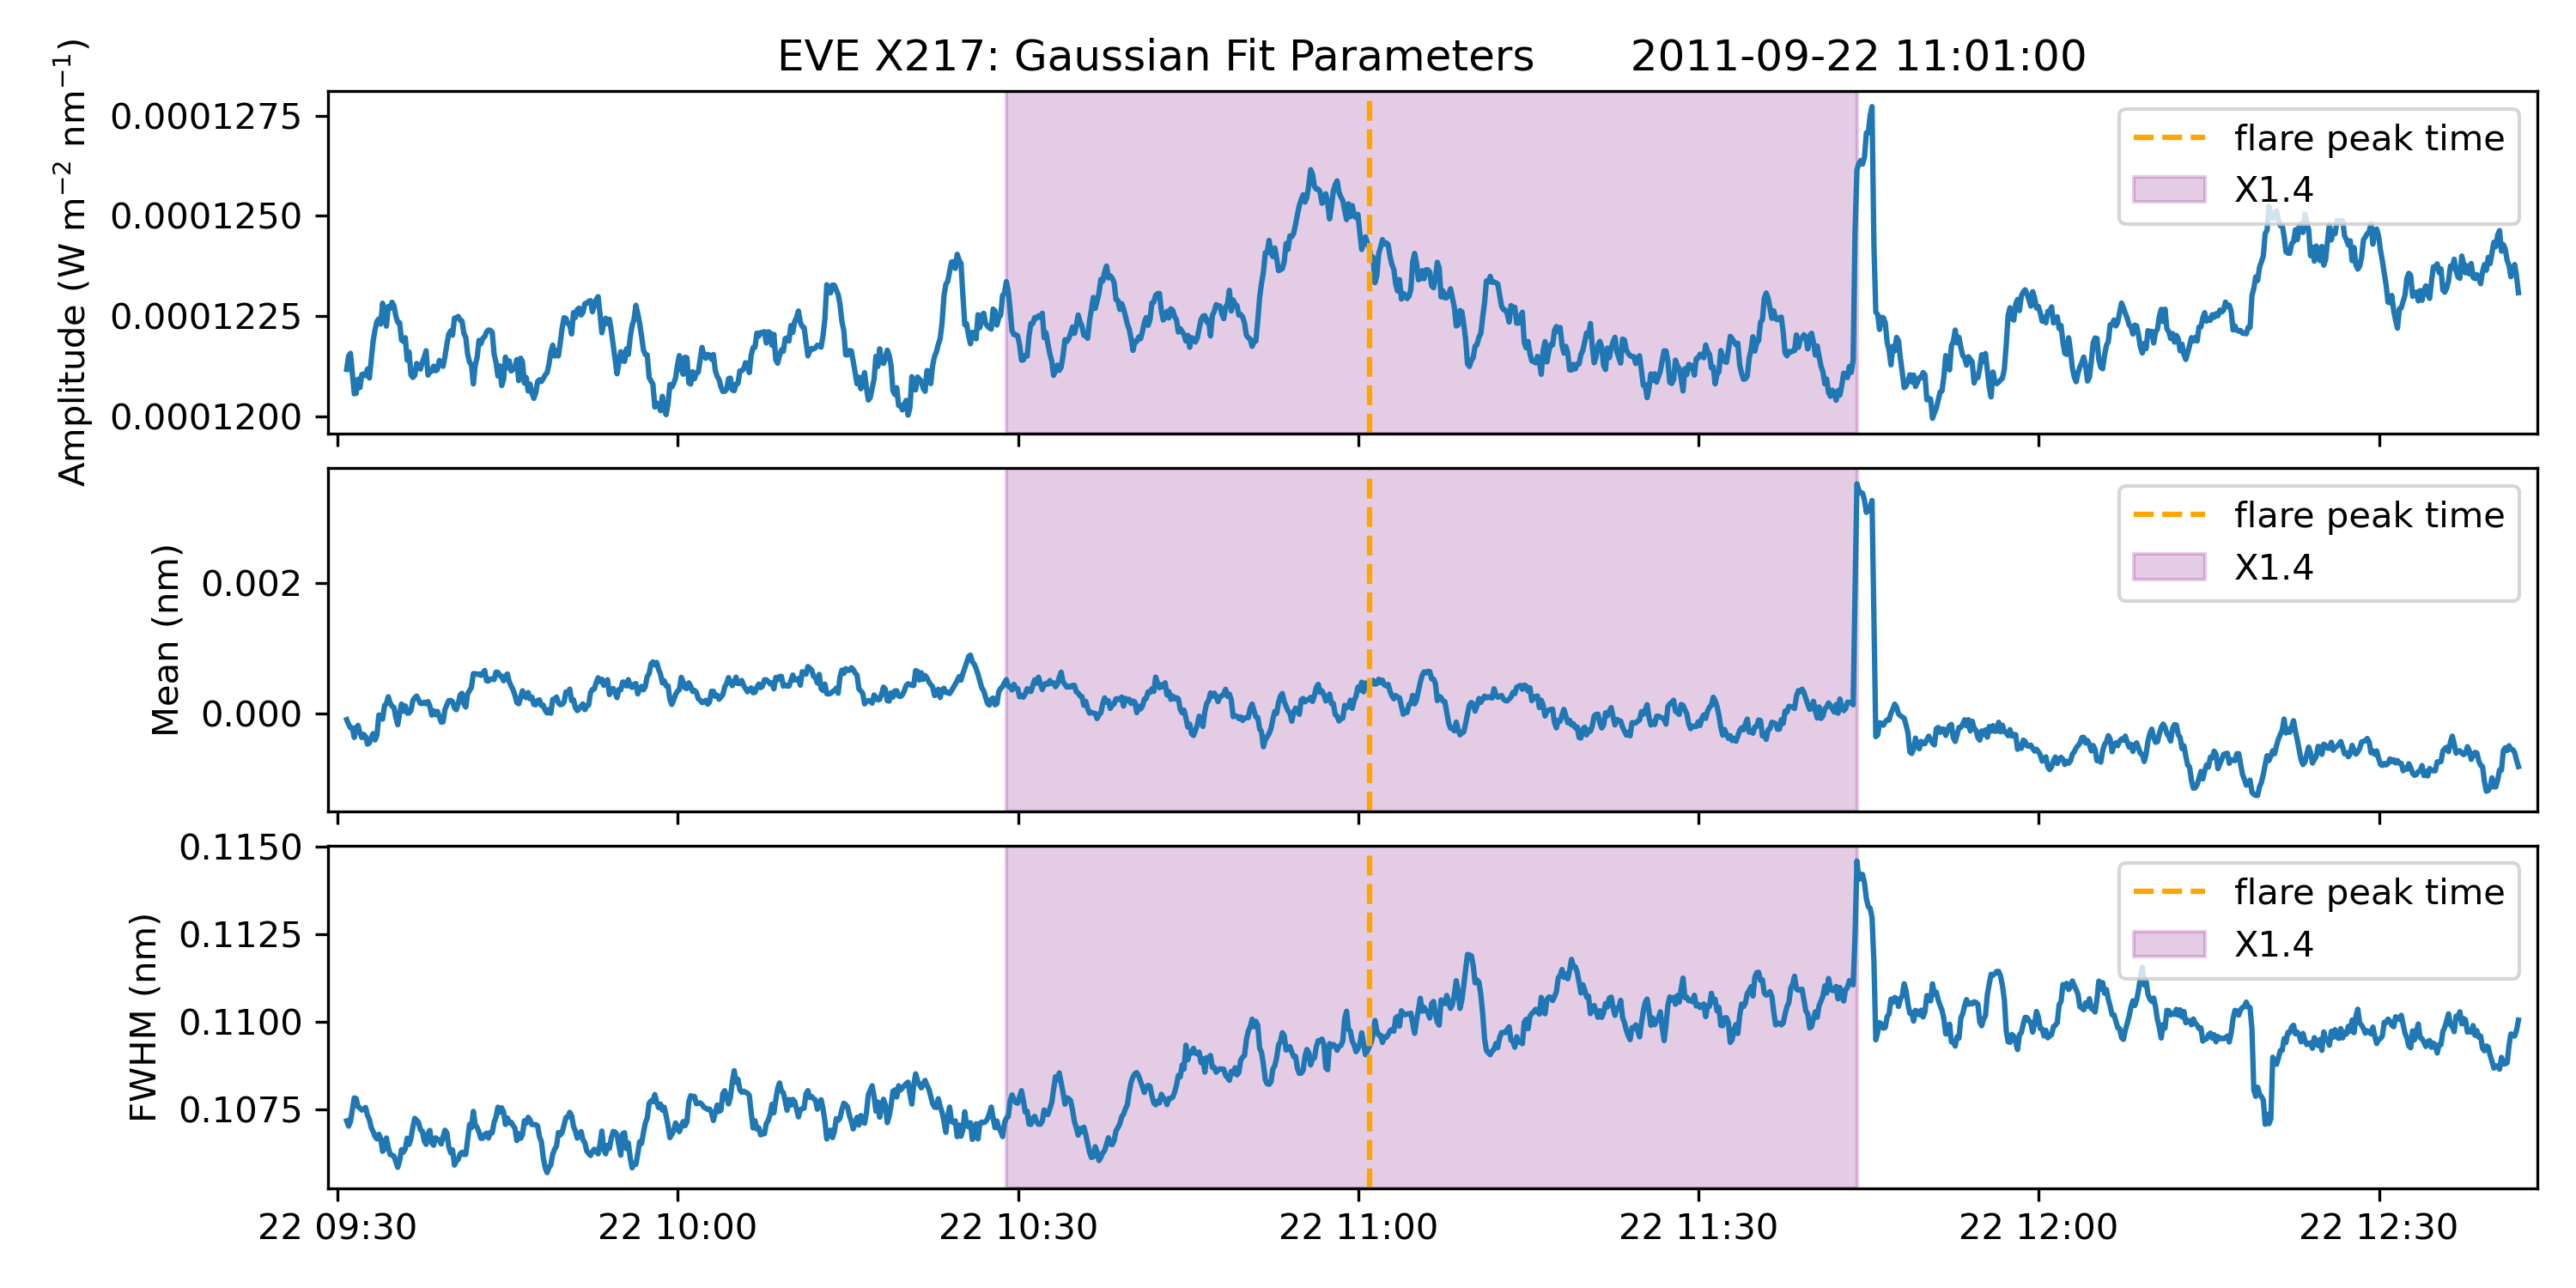 EVE X217: Gaussian Fit Parameters 2011-09-22 11:01:00
Amplitude (W m⁻² nm⁻¹)
0.0001275
0.0001250
0.0001225
0.0001200
flare peak time
X1.4
Mean (nm)
0.002
0.000
flare peak time
X1.4
FWHM (nm)
0.1150
0.1125
0.1100
0.1075
flare peak time
X1.4
22 09:30 22 10:00 22 10:30 22 11:00 22 11:30 22 12:00 22 12:30